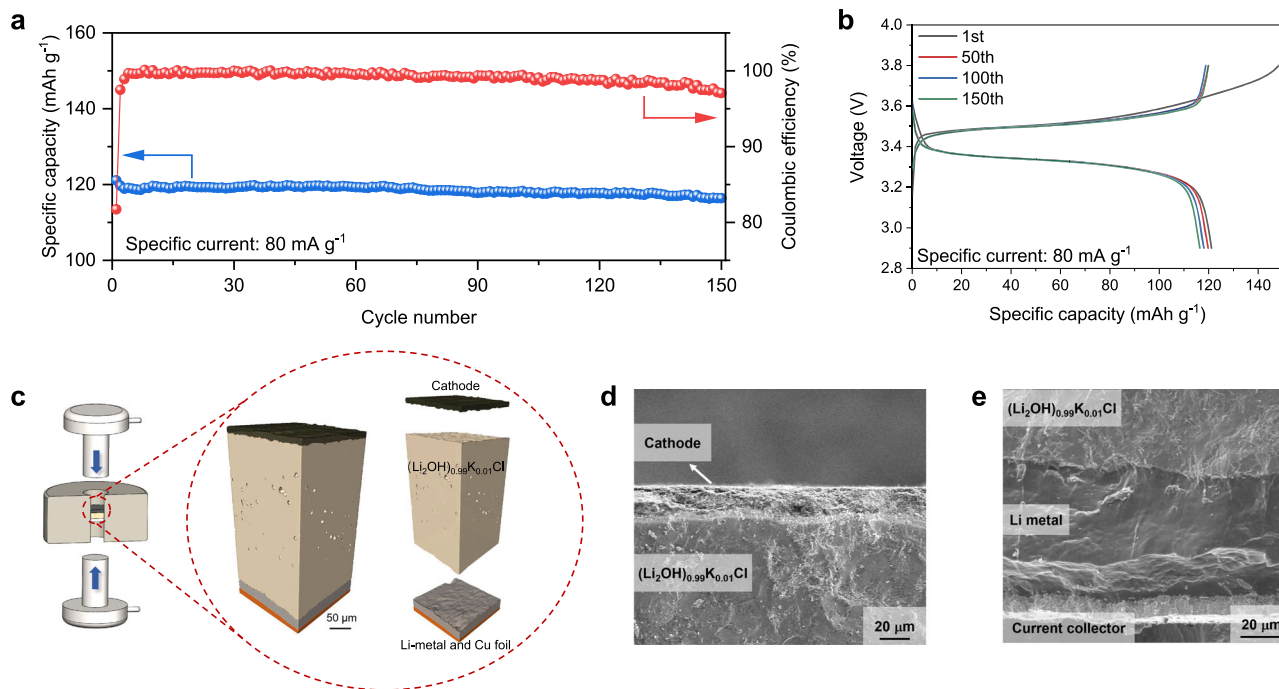 a
160
140
120
100
Specific capacity (mAh g⁻¹)
100
95
90
85
80
Coulombic efficiency (%)
Specific current: 80 mA g⁻¹
0
30
60
90
120
150
Cycle number
b
4.0
3.8
3.6
3.4
3.2
3.0
2.8
Voltage (V)
1st
50th
100th
150th
Specific current: 80 mA g⁻¹
0
20
40
60
80
100
120
140
Specific capacity (mAh g⁻¹)
c
Cathode
(Li₂OH)₀.₉₉K₀.₀₁Cl
50 μm
Li-metal and Cu foil
d
Cathode
(Li₂OH)₀.₉₉K₀.₀₁Cl
20 μm
e
(Li₂OH)₀.₉₉K₀.₀₁Cl
Li metal
Current collector
20 μm